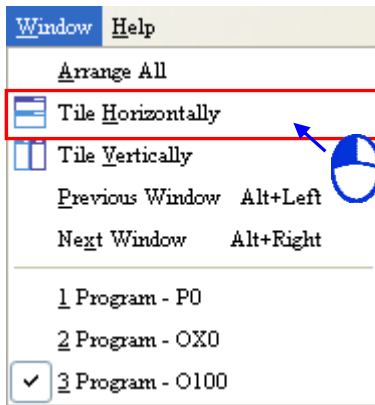 Window Help
Arrange All
Tile Horizontally
Tile Vertically
Previous Window Alt+Left
Next Window Alt+Right
1 Program - P0
2 Program - OX0
3 Program - O100